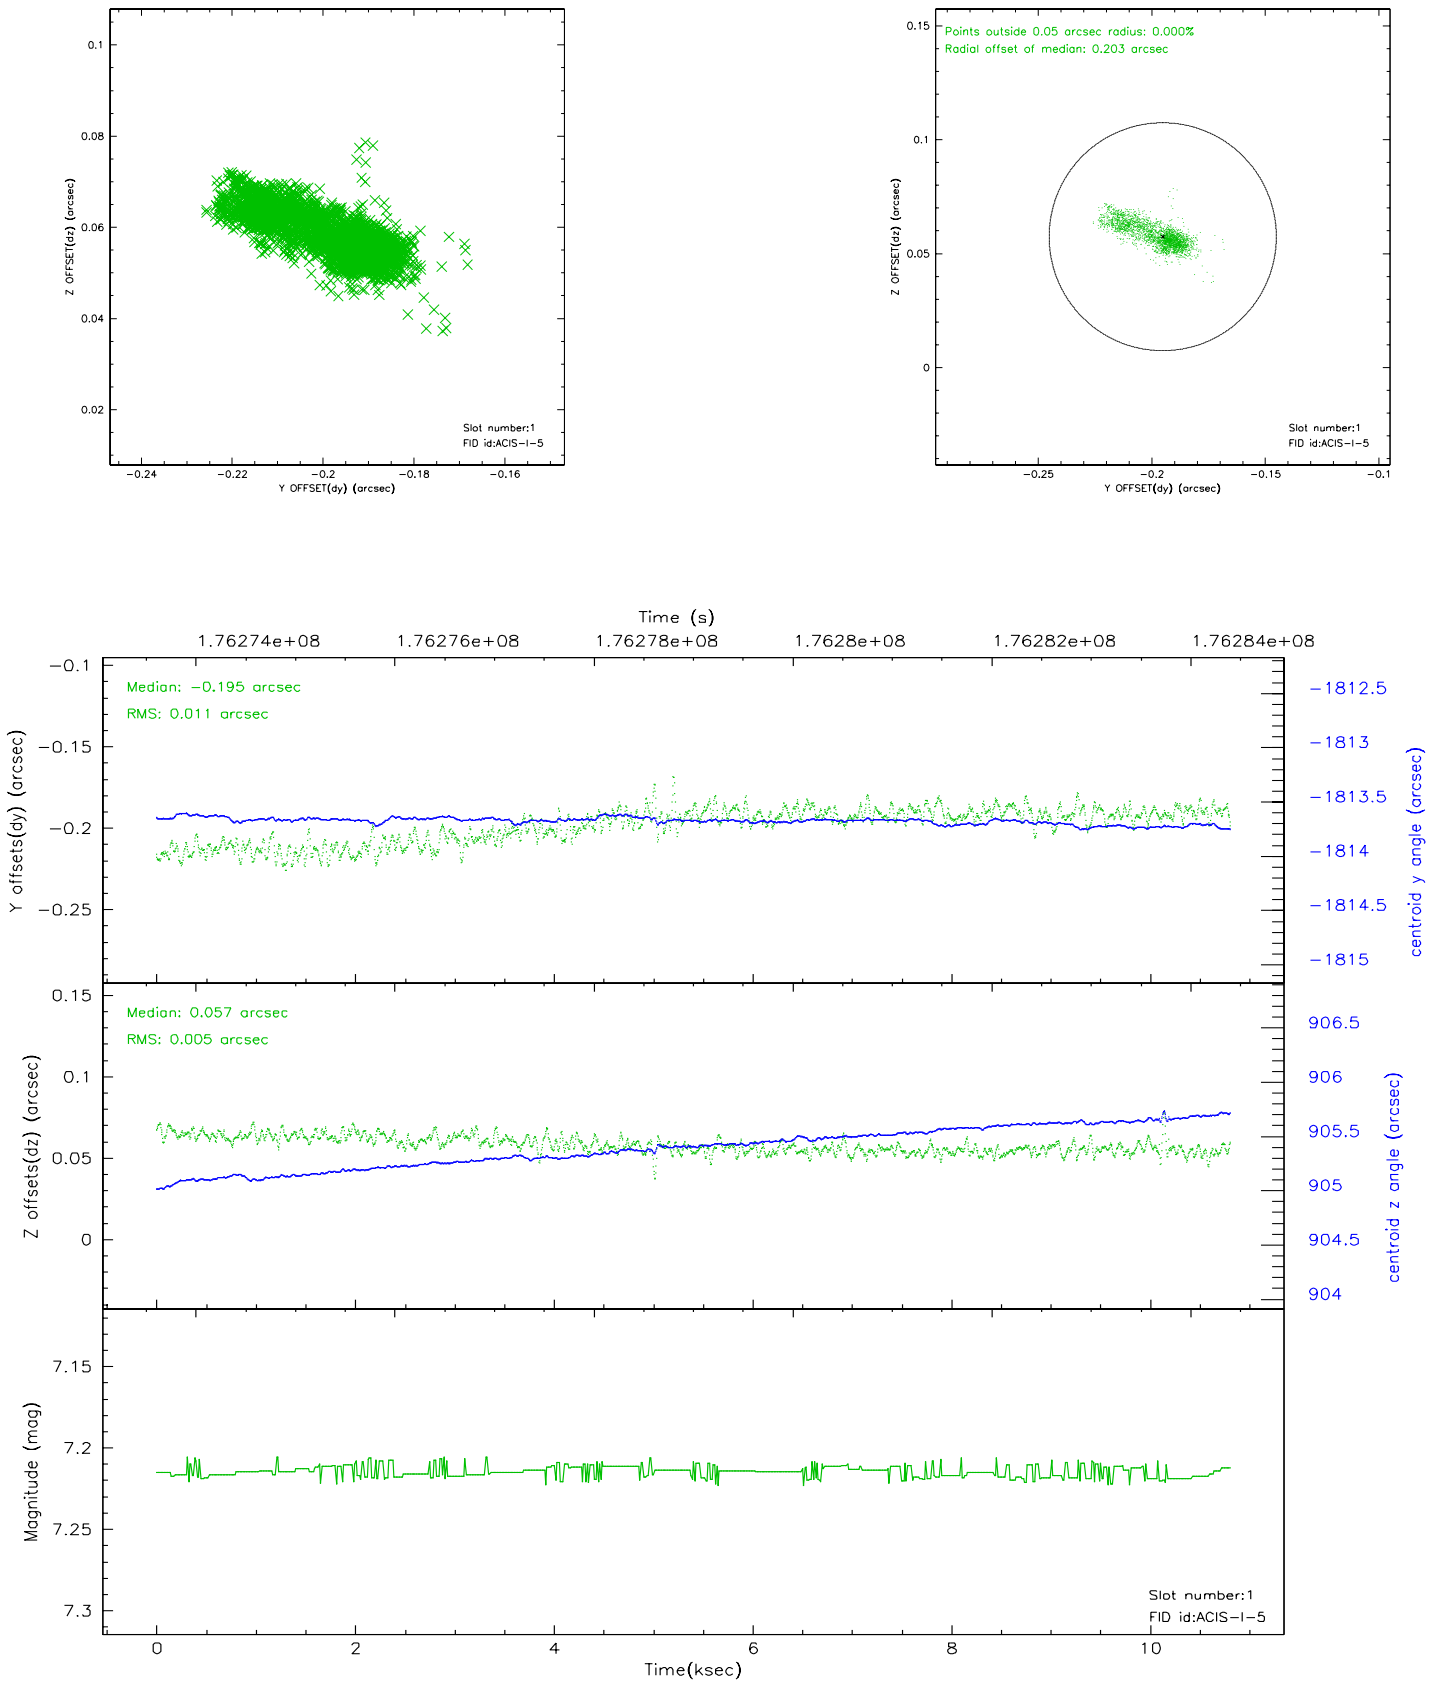 0.1
0.08
0.06
0.04
0.02
Z OFFSET(dz) (arcsec)
Slot number:1
FID id:ACIS-I-5
-0.24 -0.22 -0.2 -0.18 -0.16
Y OFFSET(dy) (arcsec)
Points outside 0.05 arcsec radius: 0.000%
Radial offset of median: 0.203 arcsec
0.15
0.1
0.05
0
Z OFFSET(dz) (arcsec)
Slot number:1
FID id:ACIS-I-5
-0.25 -0.2 -0.15 -0.1
Y OFFSET(dy) (arcsec)
Time (s)
1.76274e+08 1.76276e+08 1.76278e+08 1.7628e+08 1.76282e+08 1.76284e+08
Median: -0.195 arcsec
RMS: 0.011 arcsec
-0.1
-0.15
-0.2
-0.25
Y offsets(dy) (arcsec)
-1812.5
-1813
-1813.5
-1814
-1814.5
-1815
centroid y angle (arcsec)
Median: 0.057 arcsec
RMS: 0.005 arcsec
0.15
0.1
0.05
0
Z offsets(dz) (arcsec)
906.5
906
905.5
905
904.5
904
centroid z angle (arcsec)
7.15
7.2
7.25
7.3
Magnitude (mag)
Slot number:1
FID id:ACIS-I-5
0 2 4 6 8 10
Time(ksec)